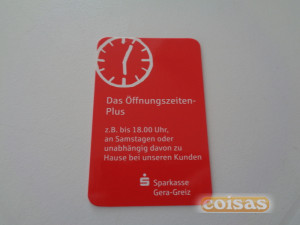 Das Öffnungszeiten-
Plus
z.B. bis 18.00 Uhr,
an Samstagen oder
unabhängig davon zu
Hause bei unseren Kunden
Sparkasse
Gera-Greiz
coisas